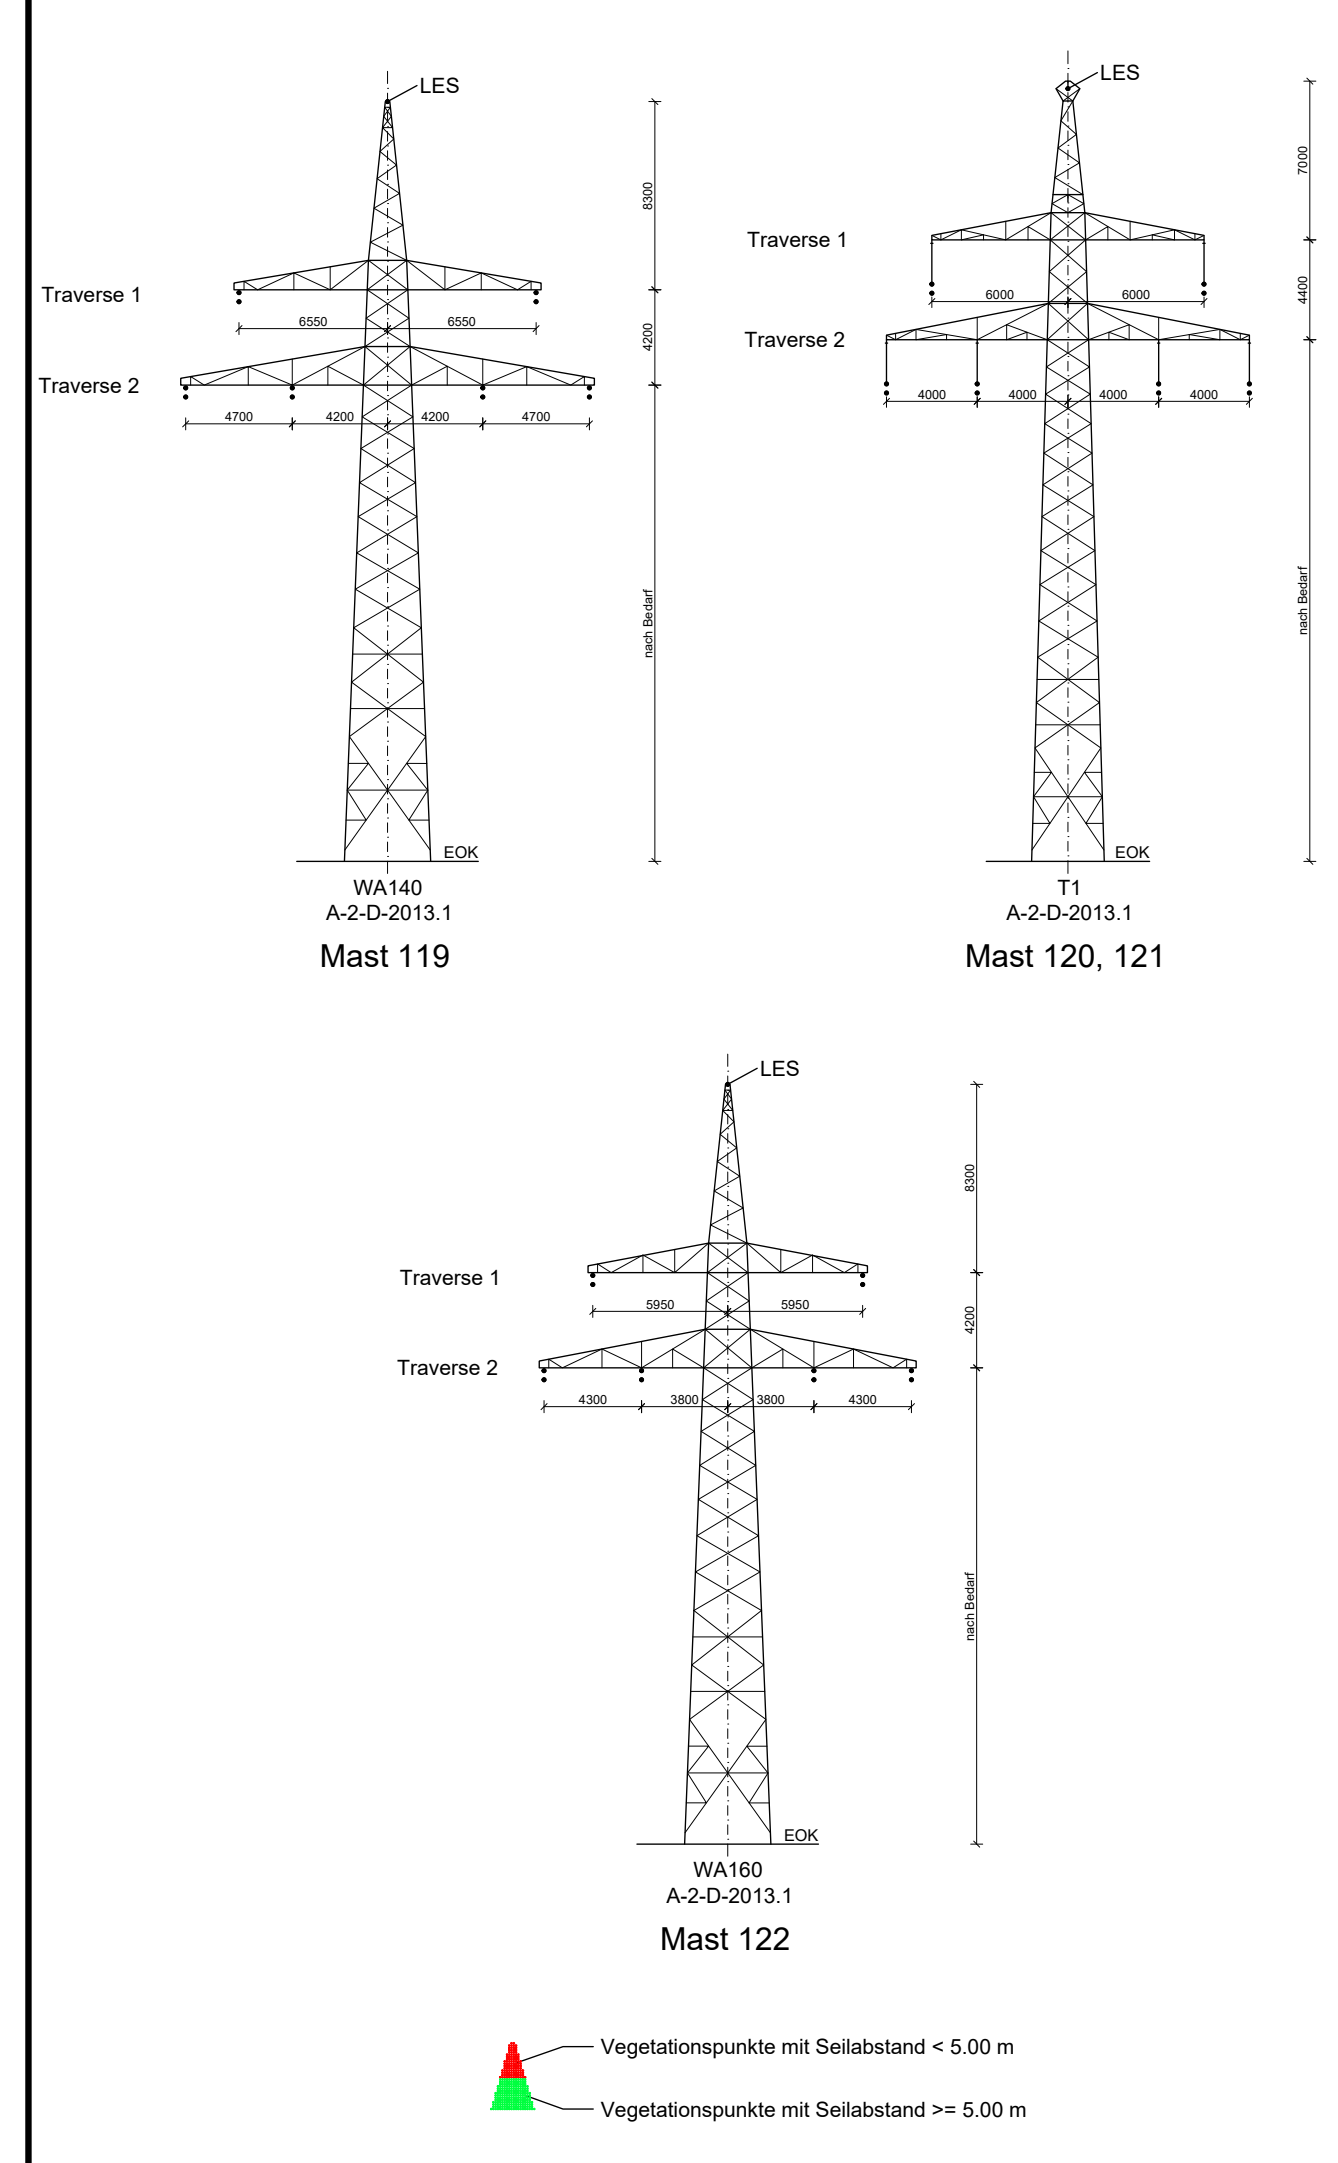 LES
8300
Traverse 1
6550 6550
4200
Traverse 2
4700 4200 4200 4700
nach Bedarf
EOK
WA140
A-2-D-2013.1
Mast 119
LES
7000
Traverse 1
6000 6000
4400
Traverse 2
4000 4000 4000 4000
nach Bedarf
EOK
T1
A-2-D-2013.1
Mast 120, 121
LES
8300
Traverse 1
5950 5950
4200
Traverse 2
4300 3800 3800 4300
nach Bedarf
EOK
WA160
A-2-D-2013.1
Mast 122
Vegetationspunkte mit Seilabstand < 5.00 m
Vegetationspunkte mit Seilabstand >= 5.00 m